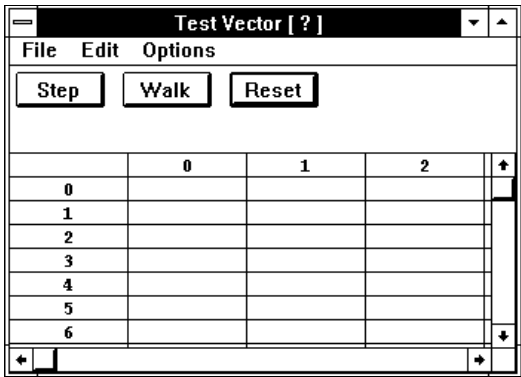 Test Vector [ ? ]
File Edit Options
Step Walk Reset
0 1 2
0
1
2
3
4
5
6